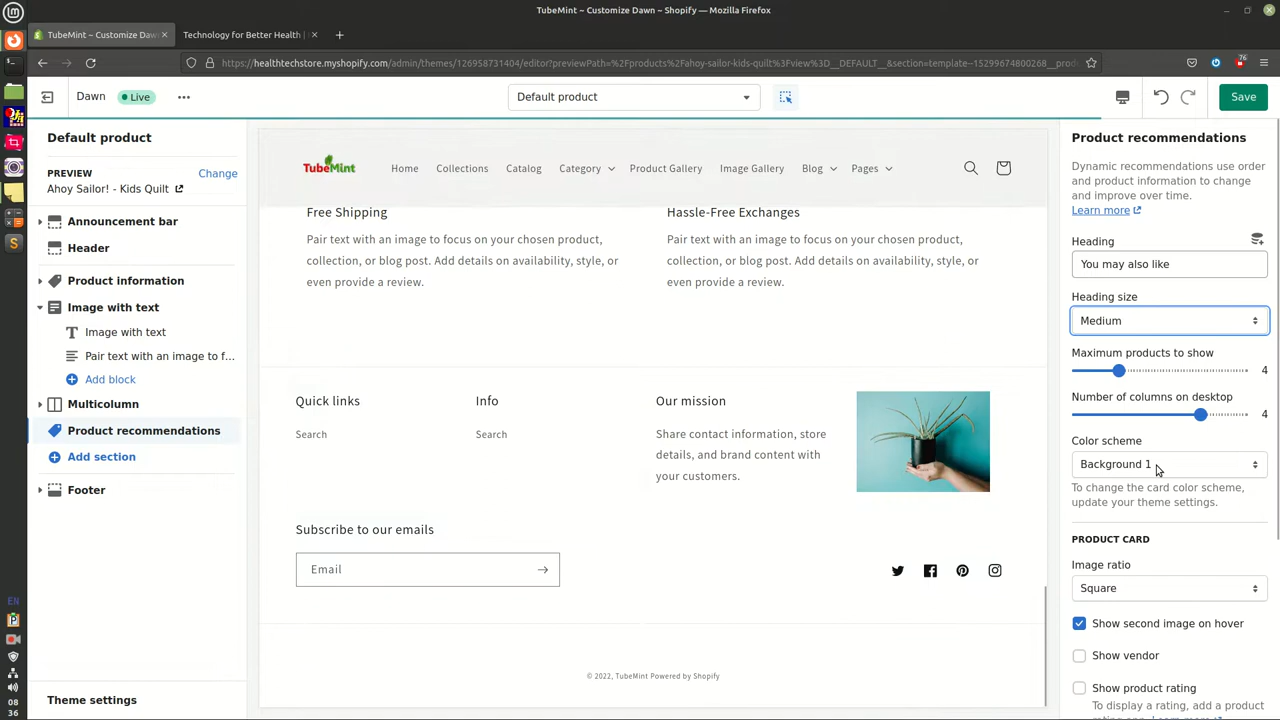 TubeMint ~ Customize Dawn ~ Shopify — Mozilla Firefox
TubeMint ~ Customize Daw
Technology for Better Health |
https://healthtechstore.myshopify.com/admin/themes/126958731404/editor?previewPath=%2Fproducts%2Fahoy-sailor-kids-quilt%3Fview%3D__DEFAULT__&section=template--15299674800268__produ
76
Dawn
Live
Default product
Save
Default product
PREVIEW
Change
Ahoy Sailor! - Kids Quilt
Announcement bar
Header
Product information
Image with text
Image with text
Pair text with an image to f...
Add block
Multicolumn
Product recommendations
Add section
Footer
Theme settings
EN
08
36
TubeMint
Home
Collections
Catalog
Category
Product Gallery
Image Gallery
Blog
Pages
Free Shipping
Pair text with an image to focus on your chosen product,
collection, or blog post. Add details on availability, style, or
even provide a review.
Hassle-Free Exchanges
Pair text with an image to focus on your chosen product,
collection, or blog post. Add details on availability, style, or
even provide a review.
Quick links
Search
Info
Search
Our mission
Share contact information, store
details, and brand content with
your customers.
Subscribe to our emails
Email
© 2022, TubeMint Powered by Shopify
Product recommendations
Dynamic recommendations use order
and product information to change
and improve over time.
Learn more
Heading
You may also like
Heading size
Medium
Maximum products to show
4
Number of columns on desktop
4
Color scheme
Background 1
To change the card color scheme,
update your theme settings.
PRODUCT CARD
Image ratio
Square
Show second image on hover
Show vendor
Show product rating
To display a rating, add a product